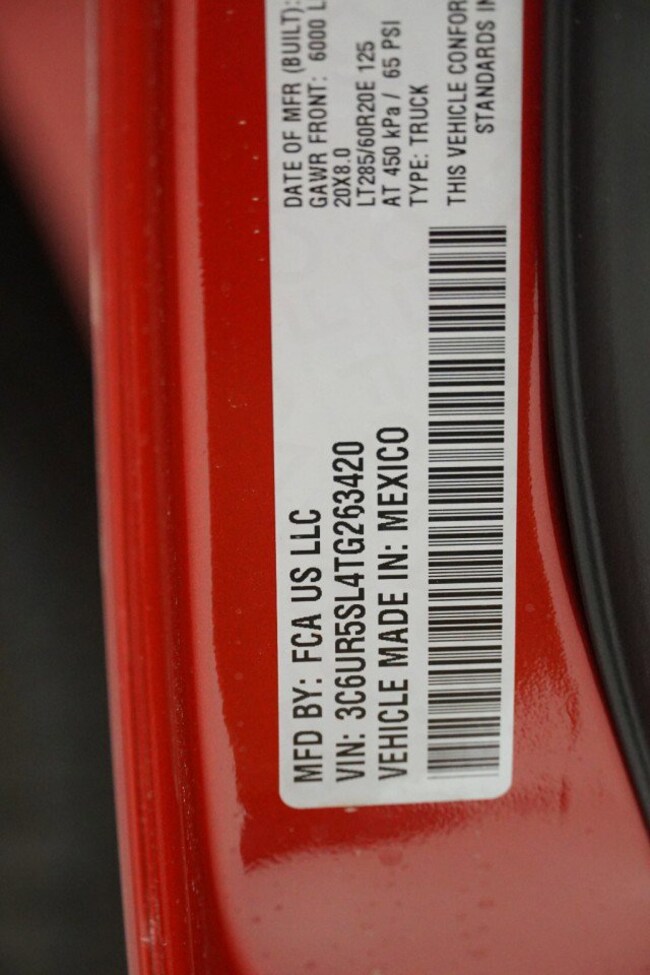 MFD BY: FCA US LLC
VIN: 3C6UR5SL4TG263420
VEHICLE MADE IN: MEXICO
DATE OF MFR (BUILT):
GAWR FRONT: 6000
20X8.0
LT285/60R20E 125
AT 450 kPa / 65 PSI
TYPE: TRUCK
THIS VEHICLE
STANDARDS